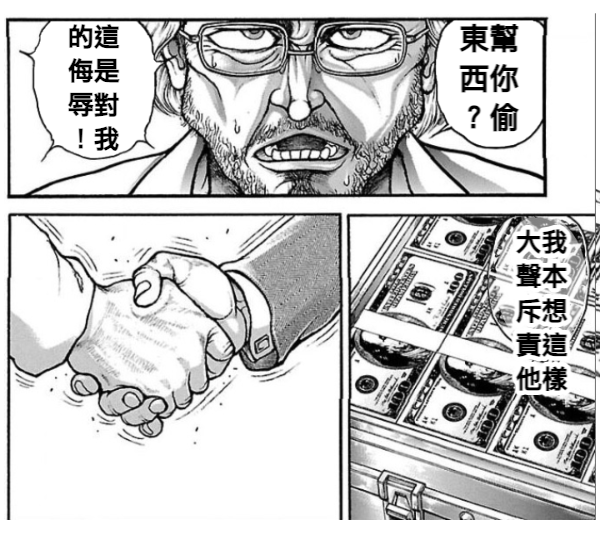 幫你偷
東西？
這是對我
的侮辱！
我本想這樣
大聲斥責他